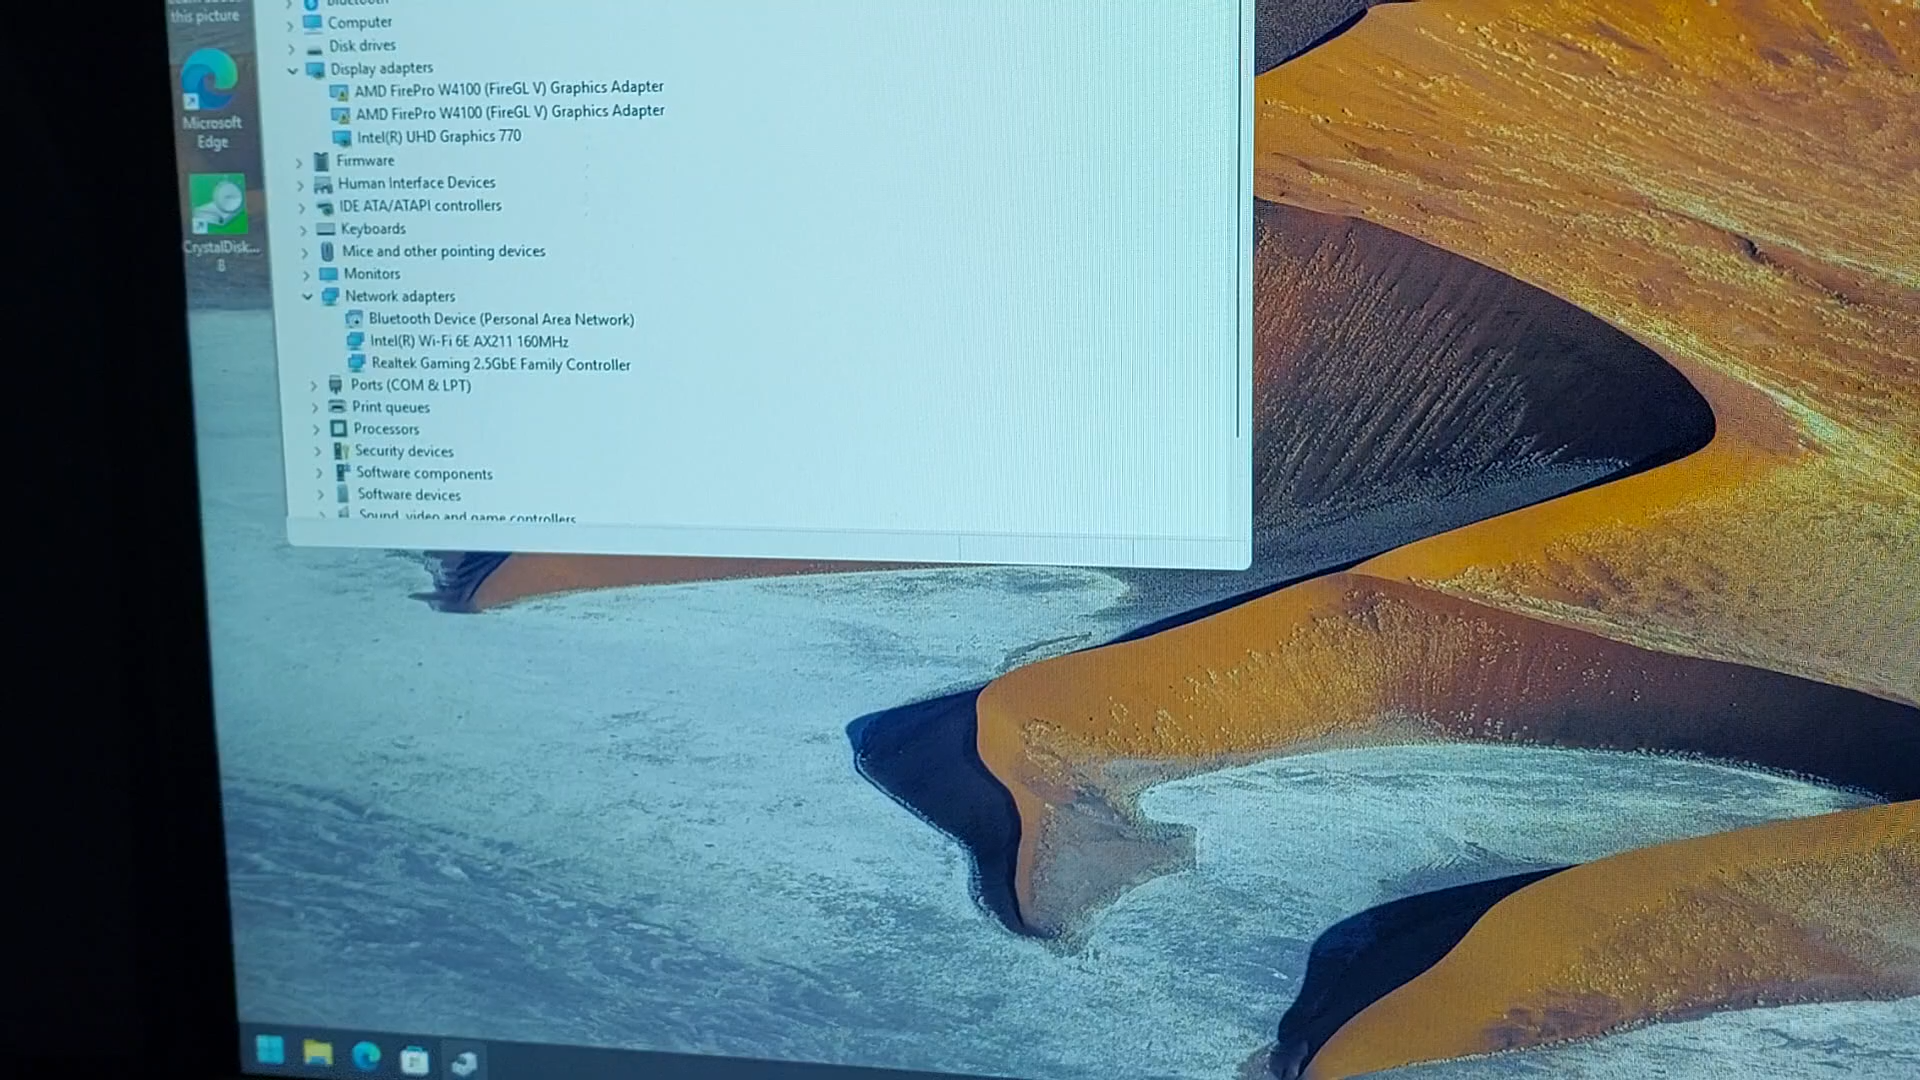 this picture
Microsoft
Edge
CrystalDisk...
8
Bluetooth
Computer
Disk drives
Display adapters
AMD FirePro W4100 (FireGL V) Graphics Adapter
AMD FirePro W4100 (FireGL V) Graphics Adapter
Intel(R) UHD Graphics 770
Firmware
Human Interface Devices
IDE ATA/ATAPI controllers
Keyboards
Mice and other pointing devices
Monitors
Network adapters
Bluetooth Device (Personal Area Network)
Intel(R) Wi-Fi 6E AX211 160MHz
Realtek Gaming 2.5GbE Family Controller
Ports (COM & LPT)
Print queues
Processors
Security devices
Software components
Software devices
Sound, video and game controllers